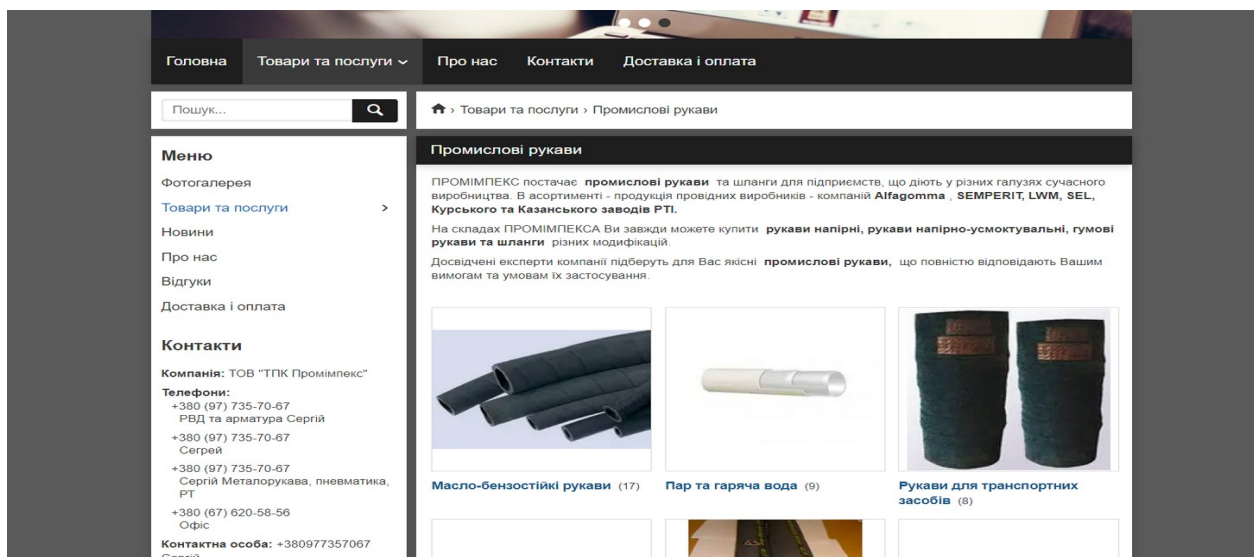 Головна
Товари та послуги
Про нас
Контакти
Доставка і оплата
Пошук...
› Товари та послуги › Промислові рукави
Меню
Фотогалерея
Товари та послуги ›
Новини
Про нас
Відгуки
Доставка і оплата
Контакти
Компанія: ТОВ "ТПК Промімпекс"
Телефони:
+380 (97) 735-70-67
РВД та арматура Сергій
+380 (97) 735-70-67
Сегрей
+380 (97) 735-70-67
Сергій Металорукава, пневматика,
РТ
+380 (67) 620-58-56
Офіс
Контактна особа: +380977357067
Промислові рукави
ПРОМІМПЕКС постачає промислові рукави та шланги для підприємств, що діють у різних галузях сучасного
виробництва. В асортименті - продукція провідних виробників - компаній Alfagomma , SEMPERIT, LWM, SEL,
Курського та Казанського заводів РТІ.
На складах ПРОМІМПЕКСА Ви завжди можете купити рукави напірні, рукави напірно-усмоктувальні, гумові
рукави та шланги різних модифікацій.
Досвідчені експерти компанії підберуть для Вас якісні промислові рукави, що повністю відповідають Вашим
вимогам та умовам їх застосування.
Масло-бензостійкі рукави (17)
Пар та гаряча вода (9)
Рукави для транспортних
засобів (8)